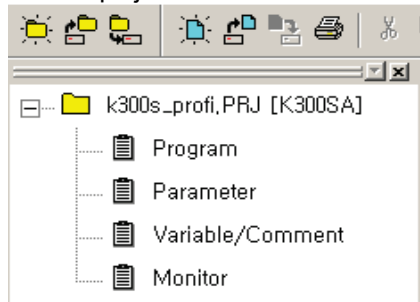 k300s_profi,PRJ [K300SA]
Program
Parameter
Variable/Comment
Monitor